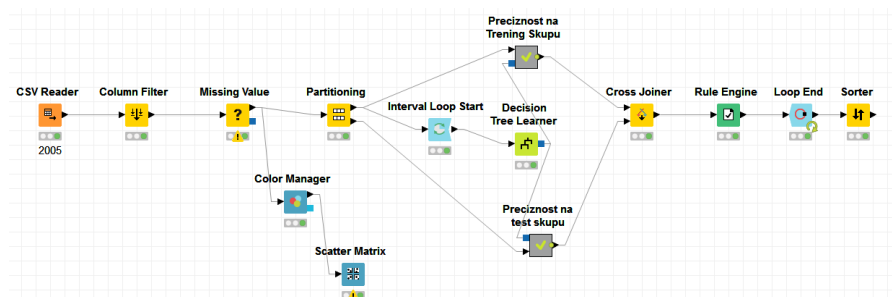 Preciznost na
Trening Skupu
CSV Reader
Column Filter
Missing Value
Partitioning
Interval Loop Start
Decision
Tree Learner
Cross Joiner
Rule Engine
Loop End
Sorter
2005
Color Manager
Preciznost na
test skupu
Scatter Matrix